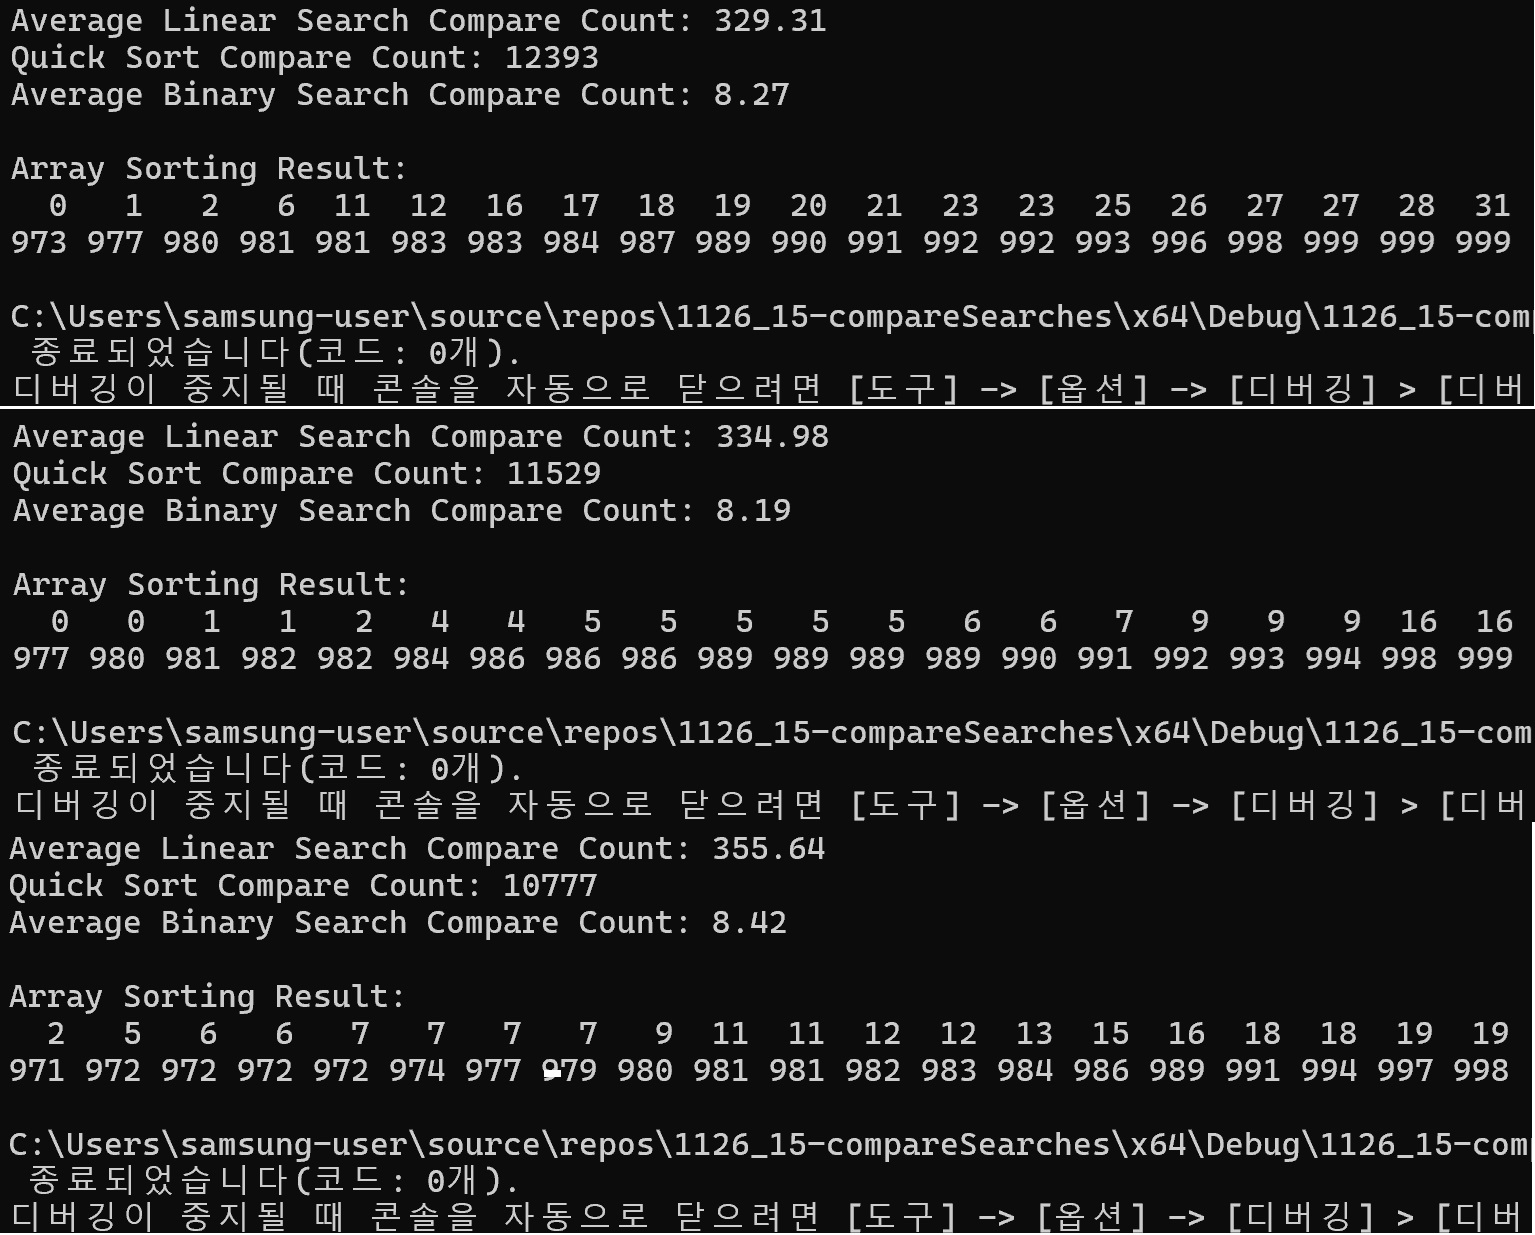 Average Linear Search Compare Count: 329.31
Quick Sort Compare Count: 12393
Average Binary Search Compare Count: 8.27
Array Sorting Result:
0 1 2 6 11 12 16 17 18 19 20 21 23 23 25 26 27 27 28 31
973 977 980 981 981 983 983 984 987 989 990 991 992 992 993 996 998 999 999 999
C:\Users\samsung-user\source\repos\1126_15-compareSearches\x64\Debug\1126_15-com
종료되었습니다(코드: 0개).
디버깅이 중지될 때 콘솔을 자동으로 닫으려면 [도구] -> [옵션] -> [디버깅] > [디버
Average Linear Search Compare Count: 334.98
Quick Sort Compare Count: 11529
Average Binary Search Compare Count: 8.19
Array Sorting Result:
0 0 1 1 2 4 4 5 5 5 5 5 6 6 7 9 9 9 16 16
977 980 981 982 982 984 986 986 986 989 989 989 989 990 991 992 993 994 998 999
C:\Users\samsung-user\source\repos\1126_15-compareSearches\x64\Debug\1126_15-com
종료되었습니다(코드: 0개).
디버깅이 중지될 때 콘솔을 자동으로 닫으려면 [도구] -> [옵션] -> [디버깅] > [디버
Average Linear Search Compare Count: 355.64
Quick Sort Compare Count: 10777
Average Binary Search Compare Count: 8.42
Array Sorting Result:
2 5 6 6 7 7 7 7 9 11 11 12 12 13 15 16 18 18 19 19
971 972 972 972 972 974 977 979 980 981 981 982 983 984 986 989 991 994 997 998
C:\Users\samsung-user\source\repos\1126_15-compareSearches\x64\Debug\1126_15-com
종료되었습니다(코드: 0개).
디버깅이 중지될 때 콘솔을 자동으로 닫으려면 [도구] -> [옵션] -> [디버깅] > [디버